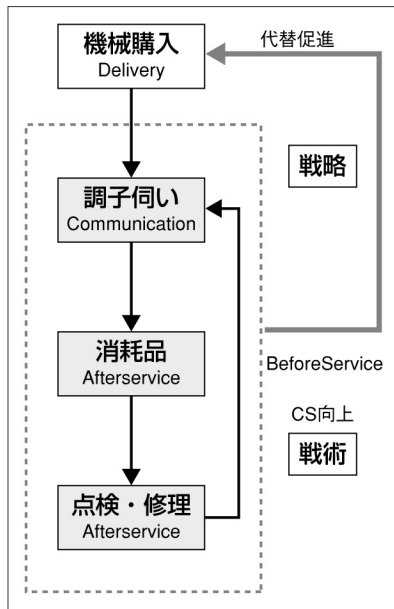 機械購入
Delivery
代替促進
戦略
調子伺い
Communication
消耗品
Afterservice
BeforeService
CS向上
戦術
点検・修理
Afterservice